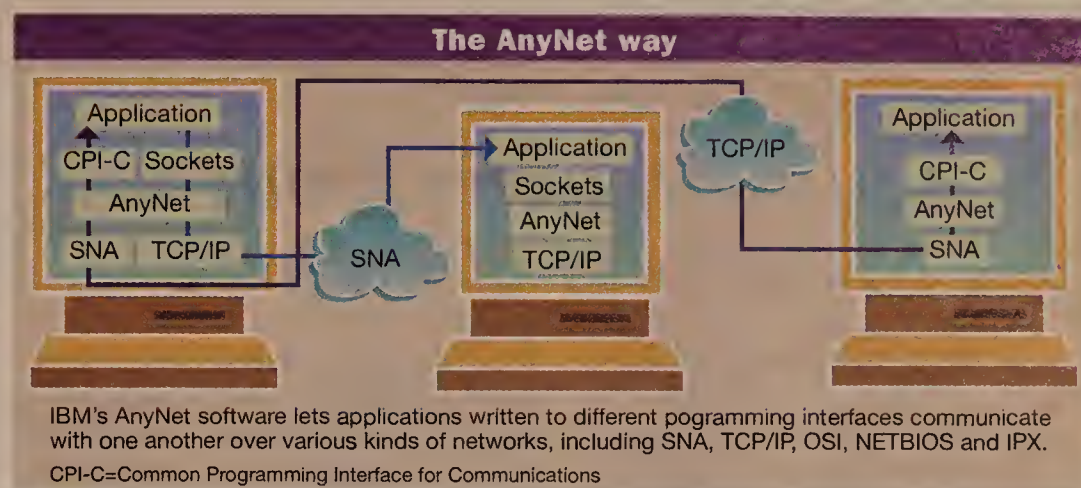 The AnyNet way
Application
CPI-C Sockets
AnyNet
SNA TCP/IP
SNA
Application
Sockets
AnyNet
TCP/IP
TCP/IP
Application
CPI-C
AnyNet
SNA
IBM's AnyNet software lets applications written to different pogramming interfaces communicate
with one another over various kinds of networks, including SNA, TCP/IP, OSI, NETBIOS and IPX.
CPI-C=Common Programming Interface for Communications